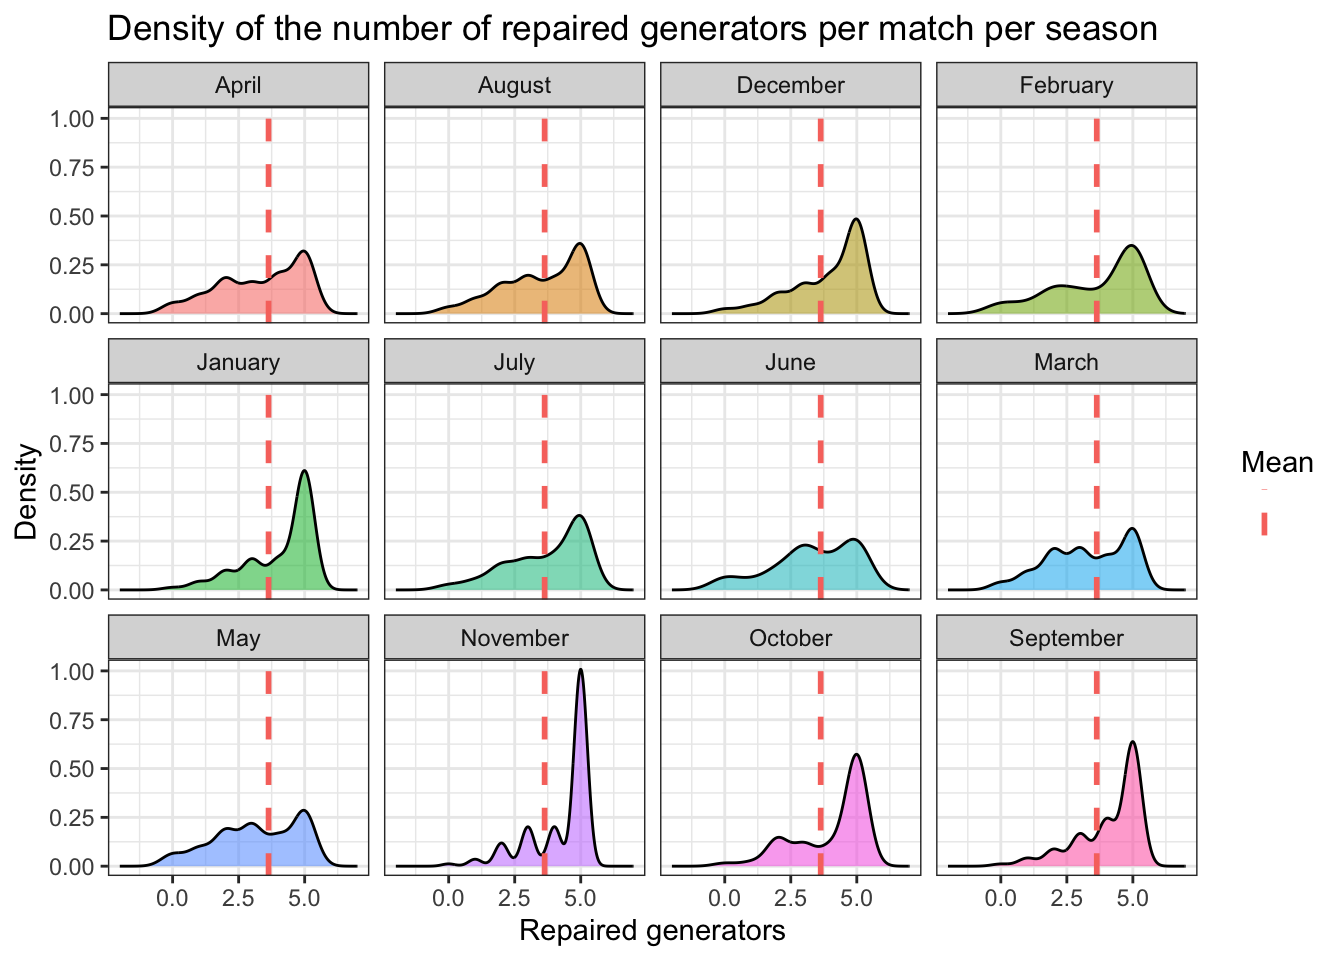 Density of the number of repaired generators per match per season
April August December February
1.00
0.75
0.50
0.25
0.00
January July June March
1.00
0.75
0.50
0.25
0.00
Density
Mean
May November October September
1.00
0.75
0.50
0.25
0.00
0.0 2.5 5.0 0.0 2.5 5.0 0.0 2.5 5.0 0.0 2.5 5.0
Repaired generators